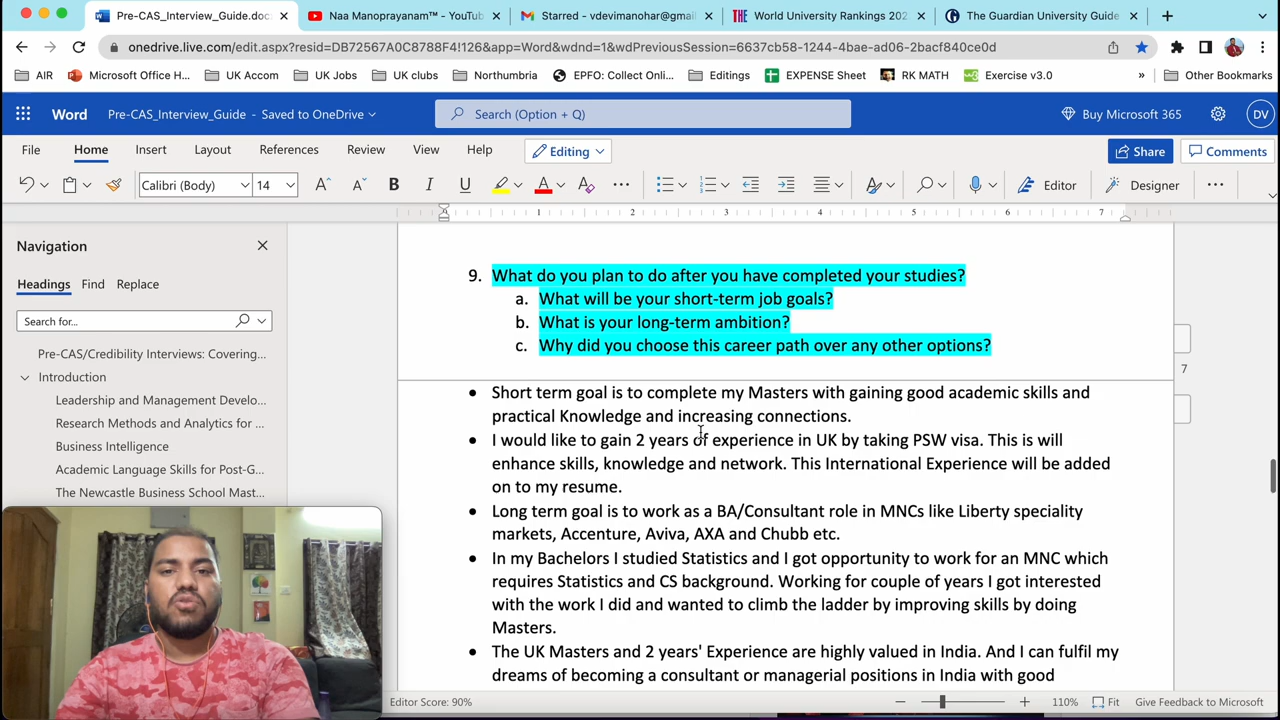 Pre-CAS_Interview_Guide.docx
Naa Manoprayanam™ - YouTube
Starred - vdevimanohar@gmail
World University Rankings 202
The Guardian University Guide
onedrive.live.com/edit.aspx?resid=DB72567A0C8788F4!126&app=Word&wdnd=1&wdPreviousSession=6637cb58-1244-4bae-ad06-2bacf840ce0d
AIR
Microsoft Office H...
UK Accom
UK Jobs
UK clubs
Northumbria
EPFO: Collect Onli...
Editings
EXPENSE Sheet
RK MATH
Exercise v3.0
»
Other Bookmarks
Word
Pre-CAS_Interview_Guide - Saved to OneDrive
Search (Option + Q)
Buy Microsoft 365
DV
File
Home
Insert
Layout
References
Review
View
Help
Editing
Share
Comments
Calibri (Body)
14
A
A
B
I
U
A
Editor
Designer
1 2 3 4 5 6 7
Navigation
Headings
Find
Replace
Search for...
Pre-CAS/Credibility Interviews: Covering...
Introduction
Leadership and Management Develo...
Research Methods and Analytics for ...
Business Intelligence
Academic Language Skills for Post-G...
The Newcastle Business School Mast...
9. What do you plan to do after you have completed your studies?
a. What will be your short-term job goals?
b. What is your long-term ambition?
c. Why did you choose this career path over any other options?
7
• Short term goal is to complete my Masters with gaining good academic skills and
practical Knowledge and increasing connections.
• I would like to gain 2 years of experience in UK by taking PSW visa. This is will
enhance skills, knowledge and network. This International Experience will be added
on to my resume.
• Long term goal is to work as a BA/Consultant role in MNCs like Liberty speciality
markets, Accenture, Aviva, AXA and Chubb etc.
• In my Bachelors I studied Statistics and I got opportunity to work for an MNC which
requires Statistics and CS background. Working for couple of years I got interested
with the work I did and wanted to climb the ladder by improving skills by doing
Masters.
• The UK Masters and 2 years' Experience are highly valued in India. And I can fulfil my
dreams of becoming a consultant or managerial positions in India with good
Editor Score: 90%
110%
Fit
Give Feedback to Microsoft